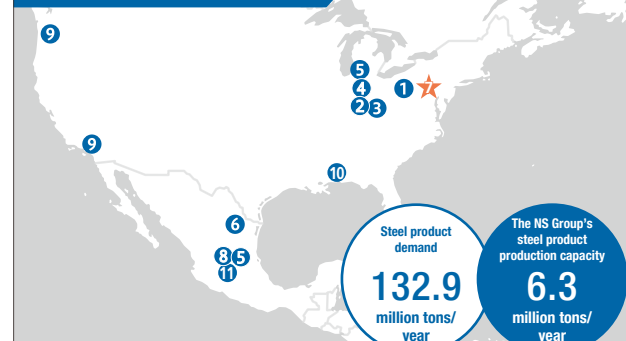 9
5
4
1
7
2
3
9
10
6
8
5
11
Steel product
demand
132.9
million tons/
year
The NS Group's
steel product
production capacity
6.3
million tons/
year